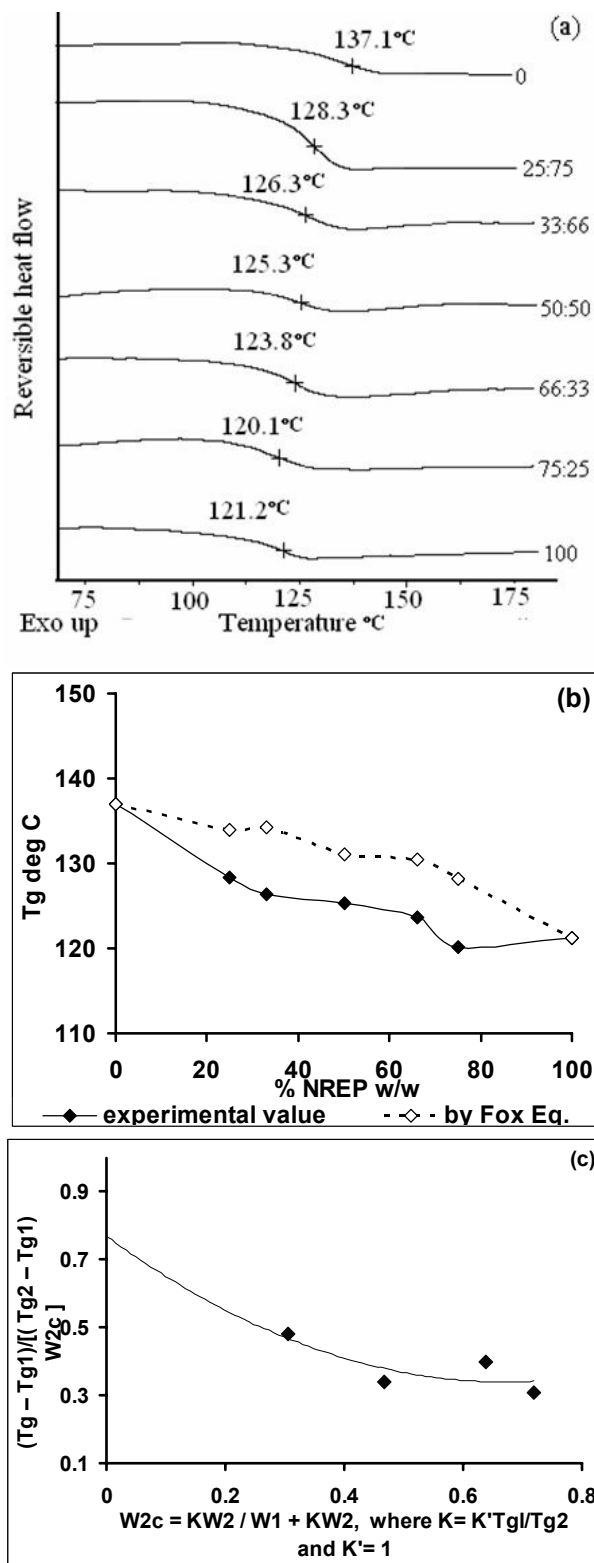 (a)
137.1°C
0
128.3°C
25:75
126.3°C
33:66
125.3°C
50:50
123.8°C
66:33
120.1°C
75:25
121.2°C
100
Reversible heat flow
75 100 125 150 175
Exo up Temperature °C
(b)
150
140
130
120
110
Tg deg C
0 20 40 60 80 100
% NREP w/w
experimental value by Fox Eq.
(c)
0.9
0.7
0.5
0.3
0.1
(Tg – Tg1)/[( Tg2 – Tg1)
W2c ]
0 0.2 0.4 0.6 0.8
W2c = KW2 / W1 + KW2, where K= K'Tgl/Tg2
and K'= 1